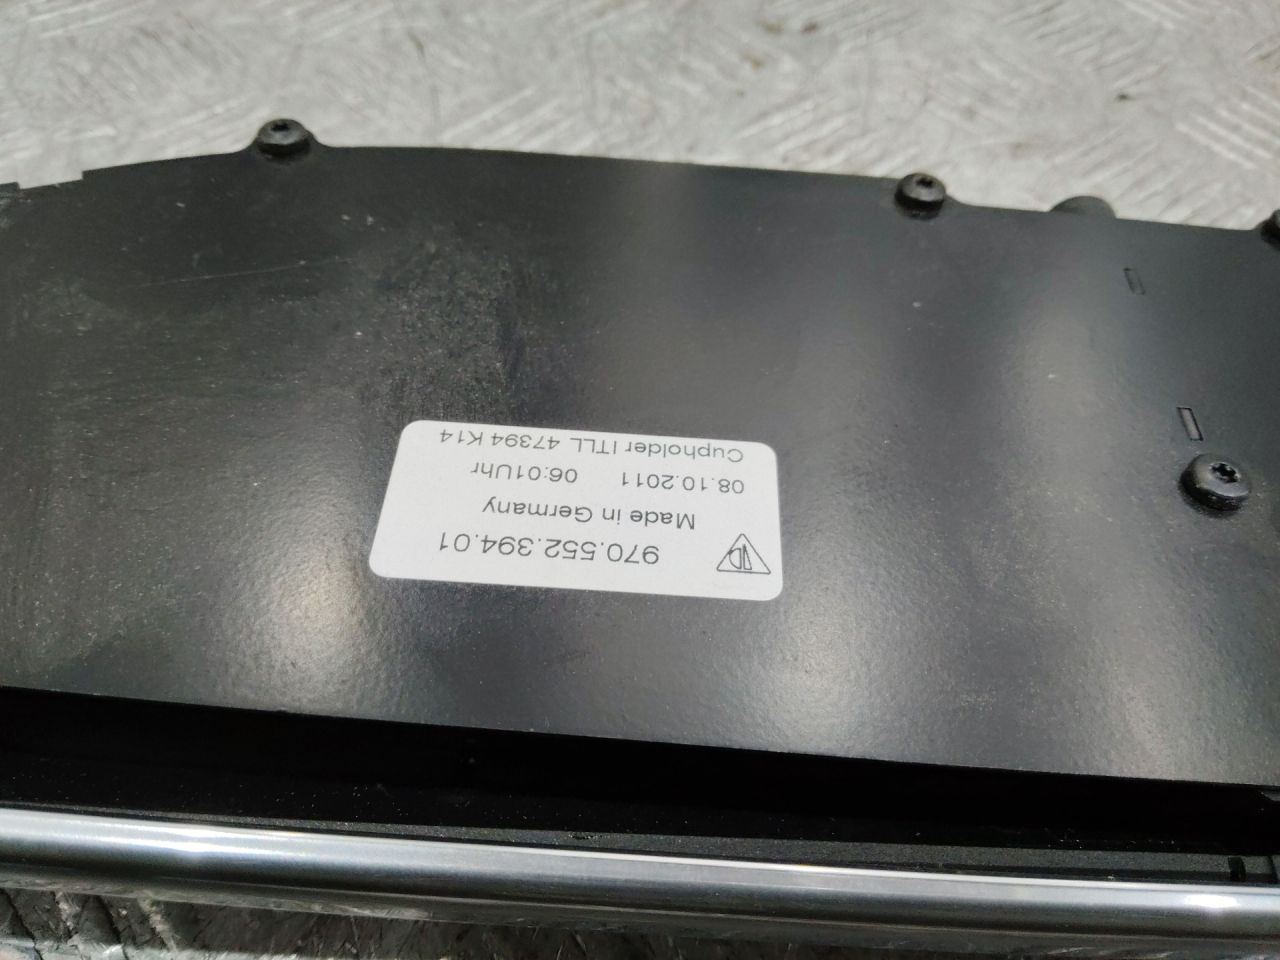 970.552.394.01
Made in Germany
08.10.2011 06:01Uhr
Cupholder ITLL 47394 K14